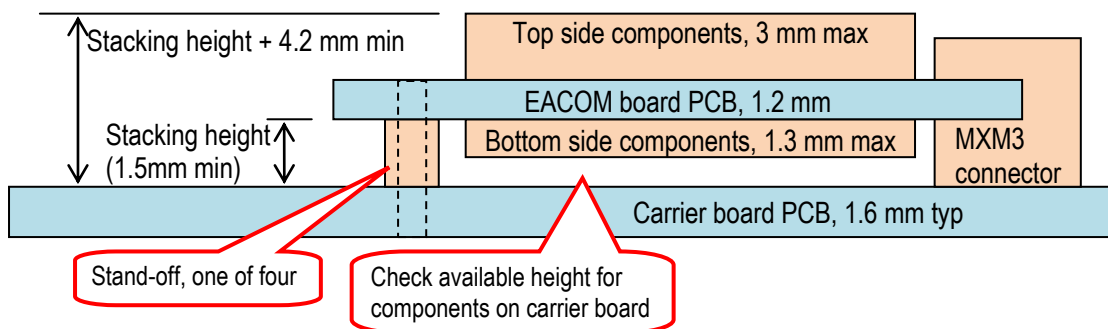 Stacking height + 4.2 mm min
Top side components, 3 mm max
EACOM board PCB, 1.2 mm
Stacking height
(1.5mm min)
Bottom side components, 1.3 mm max
MXM3
connector
Carrier board PCB, 1.6 mm typ
Stand-off, one of four
Check available height for
components on carrier board